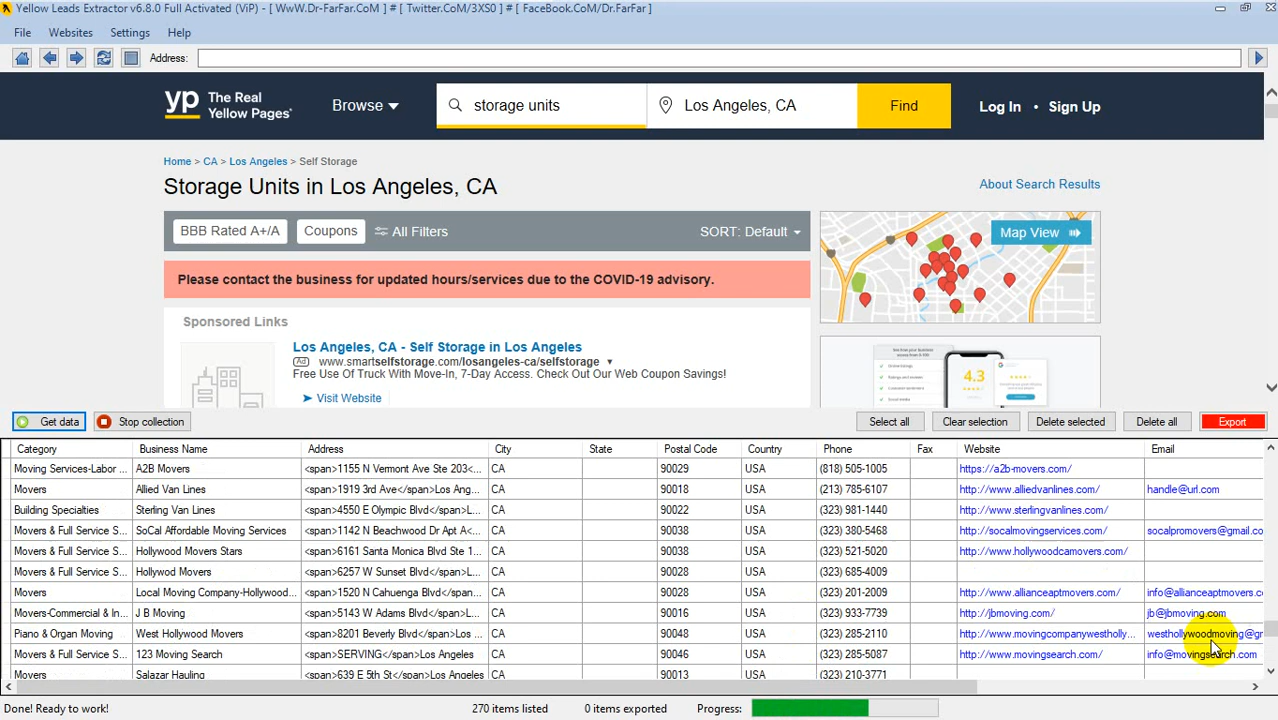 Yellow Leads Extractor v6.8.0 Full Activated (ViP) - [ WwW.Dr-FarFar.CoM ] # [ Twitter.CoM/3XS0 ] # [ FaceBook.CoM/Dr.FarFar ]
File Websites Settings Help
Address:
yp The Real Yellow Pages® Browse storage units Los Angeles, CA Find Log In • Sign Up
Home > CA > Los Angeles > Self Storage
Storage Units in Los Angeles, CA About Search Results
BBB Rated A+/A Coupons All Filters SORT: Default Map View
Please contact the business for updated hours/services due to the COVID-19 advisory.
Sponsored Links
Los Angeles, CA - Self Storage in Los Angeles
Ad www.smartselfstorage.com/losangeles-ca/selfstorage
Free Use Of Truck With Move-In, 7-Day Access. Check Out Our Web Coupon Savings!
Visit Website
4.3
Get data Stop collection Select all Clear selection Delete selected Delete all Export
Category Business Name Address City State Postal Code Country Phone Fax Website Email
Moving Services-Labor ... A2B Movers <span>1155 N Vermont Ave Ste 203<... CA 90029 USA (818) 505-1005 https://a2b-movers.com/
Movers Allied Van Lines <span>1919 3rd Ave</span>Los Ang... CA 90018 USA (213) 785-6107 http://www.alliedvanlines.com/ handle@url.com
Building Specialties Sterling Van Lines <span>4550 E Olympic Blvd</span>L... CA 90022 USA (323) 981-1440 http://www.sterlingvanlines.com/
Movers & Full Service S... SoCal Affordable Moving Services <span>1142 N Beachwood Dr Apt A<... CA 90038 USA (323) 380-5468 http://socalmovingservices.com/ socalpromovers@gmail.co
Movers & Full Service S... Hollywood Movers Stars <span>6161 Santa Monica Blvd Ste 1... CA 90038 USA (323) 521-5020 http://www.hollywoodcamovers.com/
Movers & Full Service S... Hollywod Movers <span>6257 W Sunset Blvd</span>L... CA 90028 USA (323) 685-4009
Movers Local Moving Company-Hollywood... <span>1520 N Cahuenga Blvd</span... CA 90028 USA (323) 201-2009 http://www.allianceaptmovers.com/ info@allianceaptmovers.c
Movers-Commercial & In... J B Moving <span>5143 W Adams Blvd</span>L... CA 90016 USA (323) 933-7739 http://jbmoving.com/ jb@jbmoving.com
Piano & Organ Moving West Hollywood Movers <span>8201 Beverly Blvd</span>Los... CA 90048 USA (323) 285-2110 http://www.movingcompanywestholly... westhollywoodmoving@gr
Movers & Full Service S... 123 Moving Search <span>SERVING</span>Los Angeles CA 90046 USA (323) 285-5087 http://www.movingsearch.com/ info@movingsearch.com
Movers Salazar Hauling <span>639 E 5th St</span>Los Angel... CA 90013 USA (323) 210-3771
Done! Ready to work! 270 items listed 0 items exported Progress: